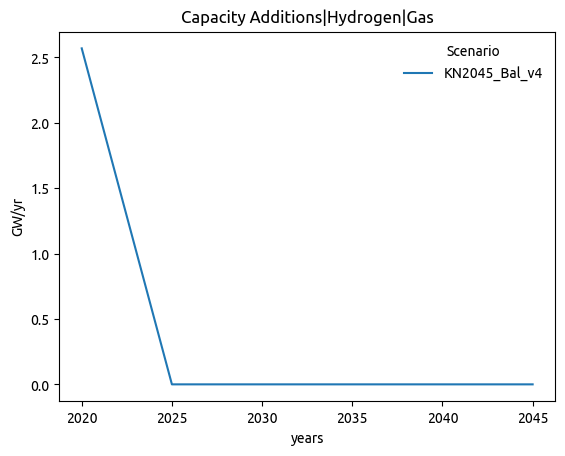 Capacity Additions|Hydrogen|Gas
Scenario
KN2045_Bal_v4
GW/yr
2.5
2.0
1.5
1.0
0.5
0.0
2020 2025 2030 2035 2040 2045
years